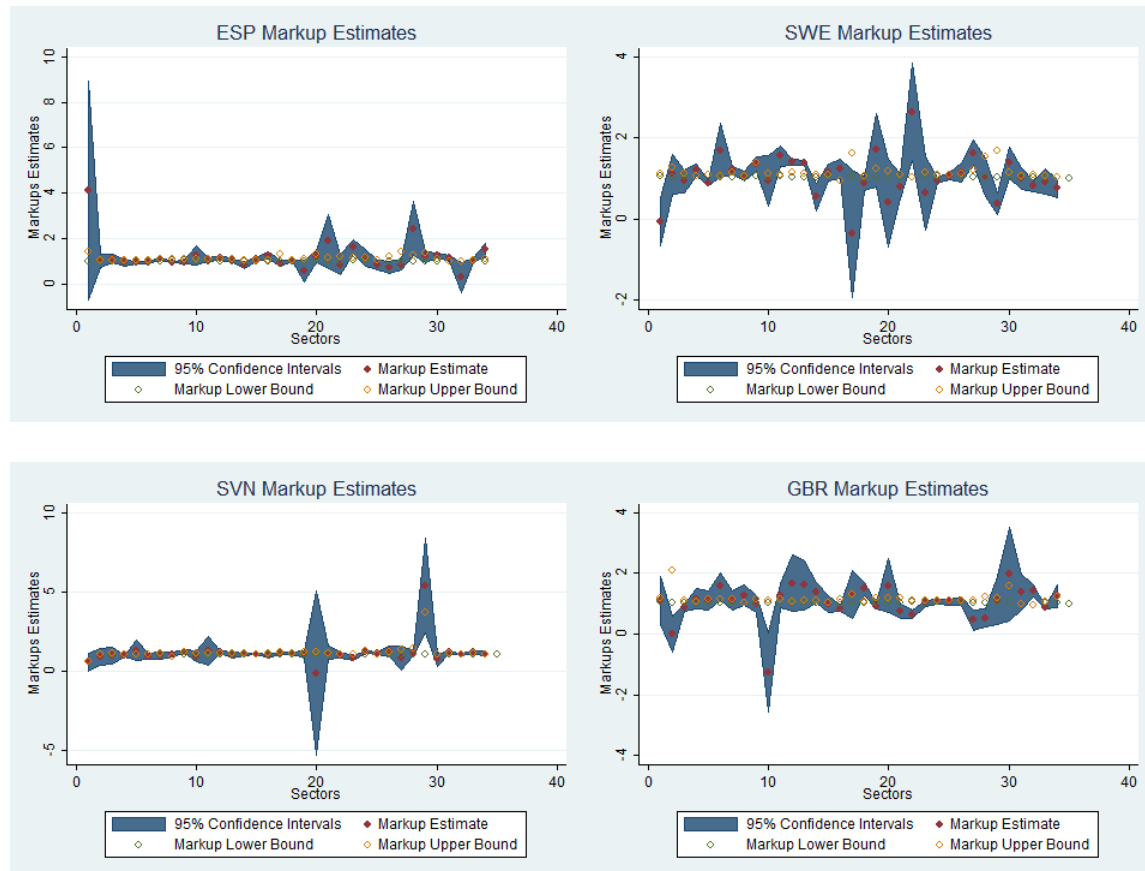 ESP Markup Estimates
Markups Estimates
10
8
6
4
2
0
0 10 20 30 40
Sectors
95% Confidence Intervals Markup Estimate
Markup Lower Bound Markup Upper Bound
SWE Markup Estimates
Markups Estimates
4
2
0
-2
0 10 20 30 40
Sectors
95% Confidence Intervals Markup Estimate
Markup Lower Bound Markup Upper Bound
SVN Markup Estimates
Markups Estimates
10
5
0
-5
0 10 20 30 40
Sectors
95% Confidence Intervals Markup Estimate
Markup Lower Bound Markup Upper Bound
GBR Markup Estimates
Markups Estimates
4
2
0
-2
-4
0 10 20 30 40
Sectors
95% Confidence Intervals Markup Estimate
Markup Lower Bound Markup Upper Bound